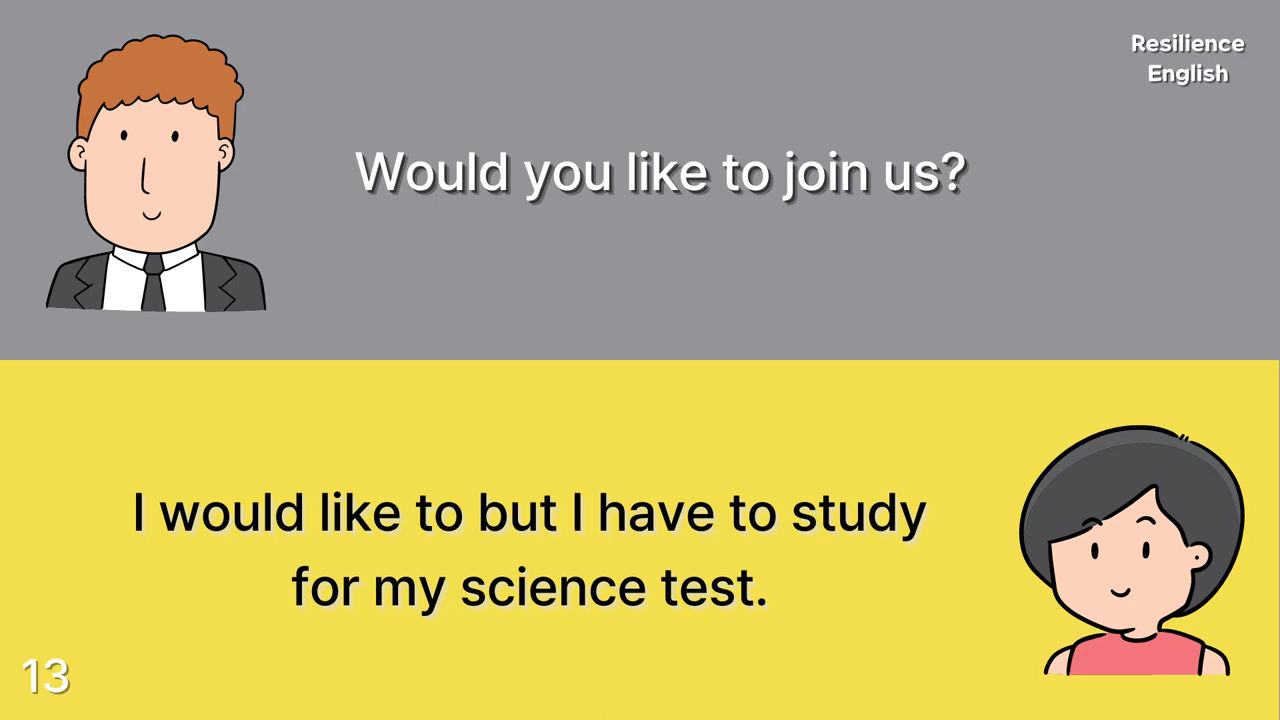 Resilience
English
Would you like to join us?
I would like to but I have to study
for my science test.
13